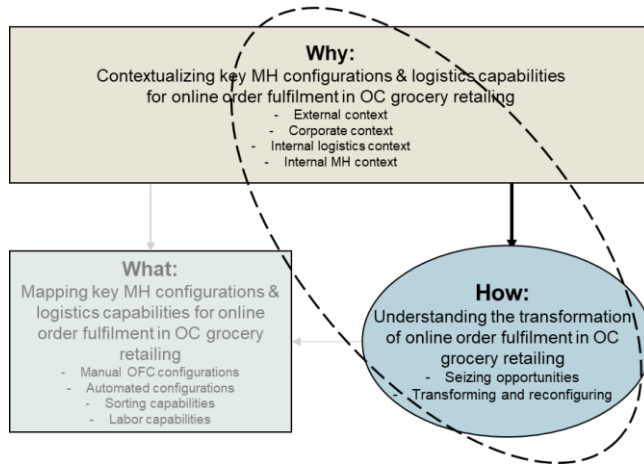 Why:
Contextualizing key MH configurations & logistics capabilities
for online order fulfilment in OC grocery retailing
- External context
- Corporate context
- Internal logistics context
- Internal MH context
What:
Mapping key MH configurations &
logistics capabilities for online
order fulfilment in OC grocery
retailing
- Manual OFC configurations
- Automated configurations
- Sorting capabilities
- Labor capabilities
How:
Understanding the transformation
of online order fulfilment in OC
grocery retailing
- Seizing opportunities
- Transforming and reconfiguring